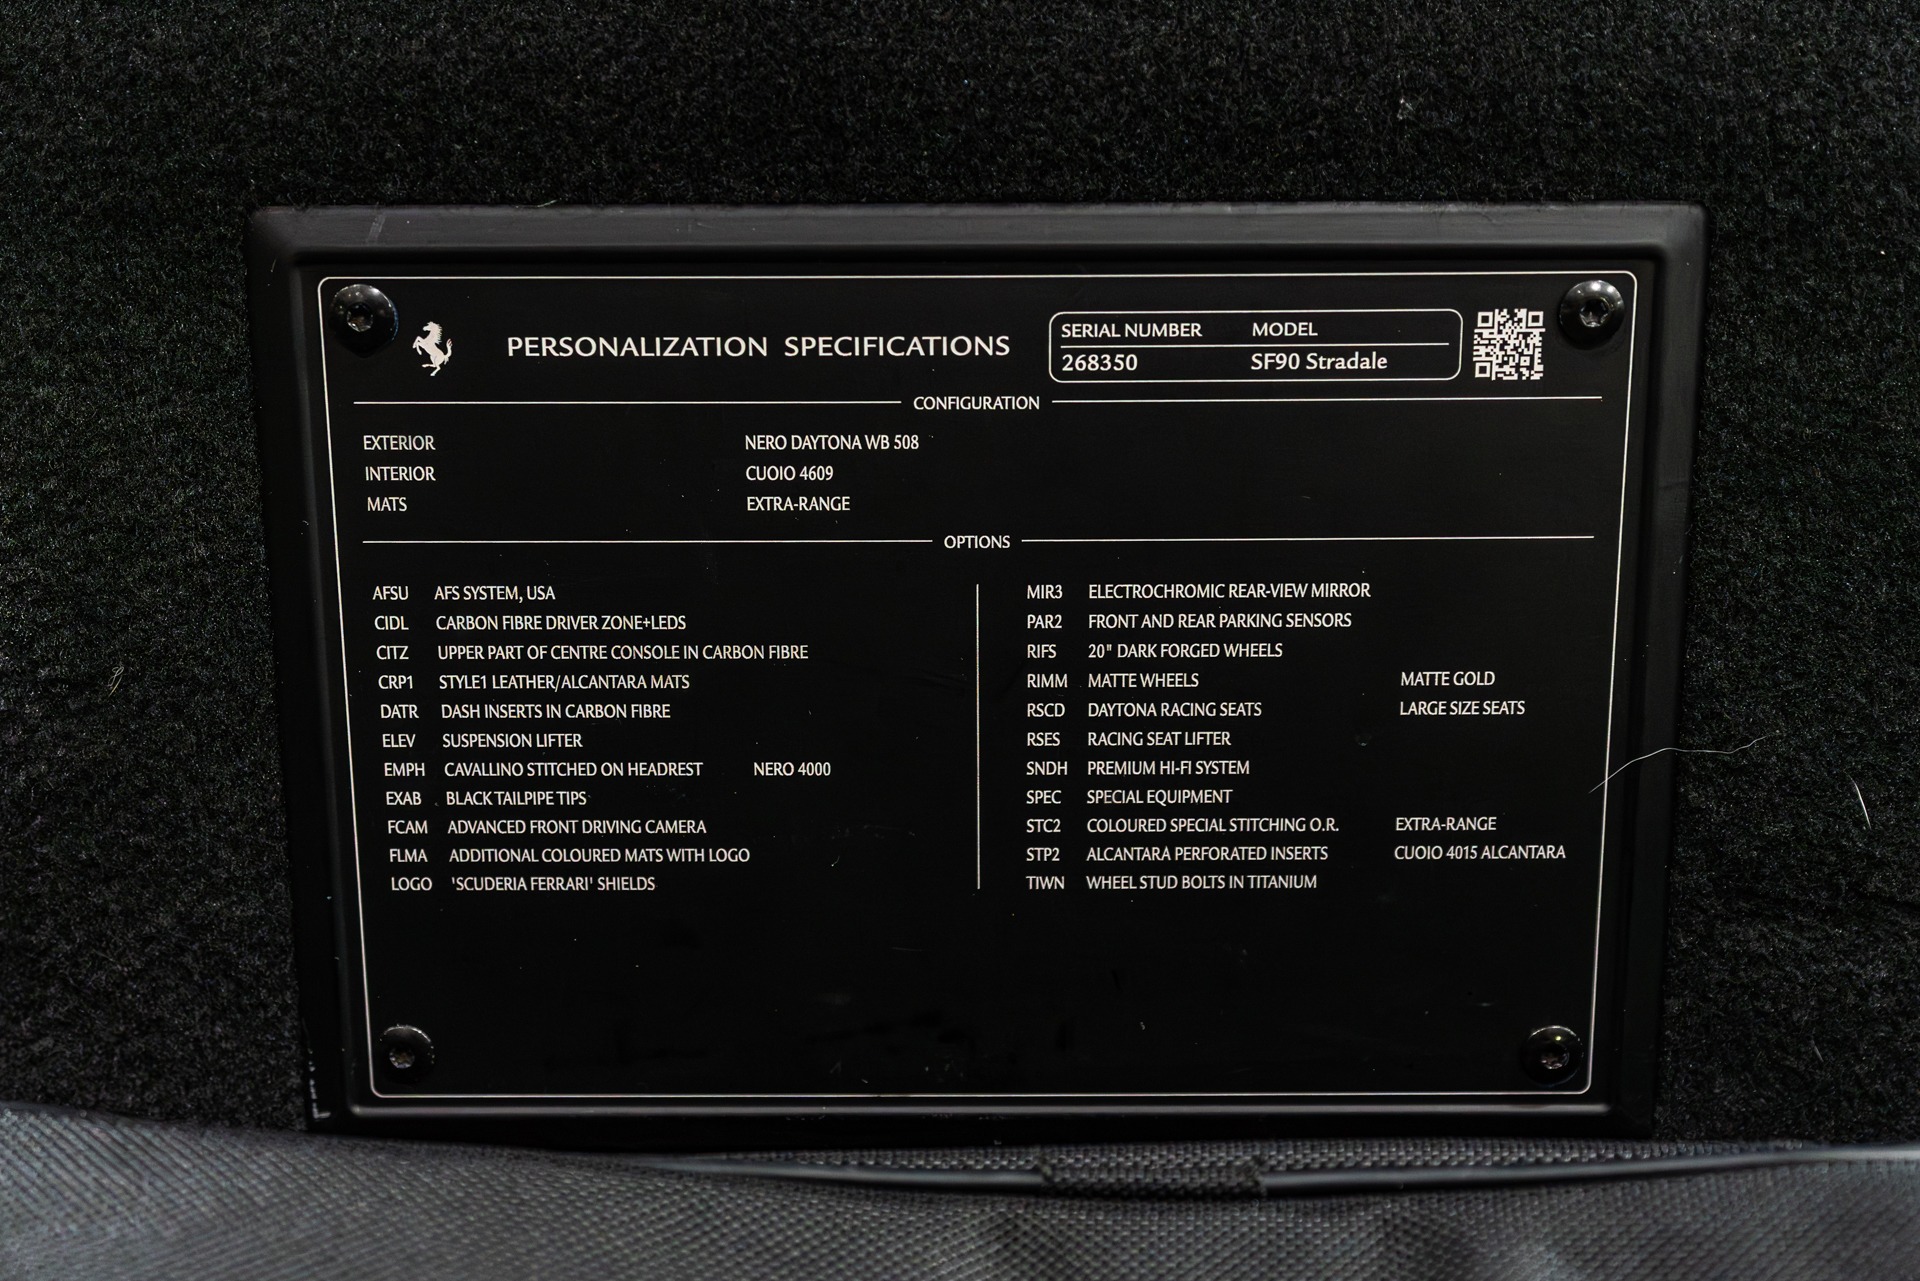 PERSONALIZATION SPECIFICATIONS
SERIAL NUMBER MODEL
268350 SF90 Stradale
CONFIGURATION
EXTERIOR NERO DAYTONA WB 508
INTERIOR CUOIO 4609
MATS EXTRA-RANGE
OPTIONS
AFSU AFS SYSTEM, USA
CIDL CARBON FIBRE DRIVER ZONE+LEDS
CITZ UPPER PART OF CENTRE CONSOLE IN CARBON FIBRE
CRP1 STYLE1 LEATHER/ALCANTARA MATS
DATR DASH INSERTS IN CARBON FIBRE
ELEV SUSPENSION LIFTER
EMPH CAVALLINO STITCHED ON HEADREST NERO 4000
EXAB BLACK TAILPIPE TIPS
FCAM ADVANCED FRONT DRIVING CAMERA
FLMA ADDITIONAL COLOURED MATS WITH LOGO
LOGO 'SCUDERIA FERRARI' SHIELDS
MIR3 ELECTROCHROMIC REAR-VIEW MIRROR
PAR2 FRONT AND REAR PARKING SENSORS
RIFS 20" DARK FORGED WHEELS
RIMM MATTE WHEELS MATTE GOLD
RSCD DAYTONA RACING SEATS LARGE SIZE SEATS
RSES RACING SEAT LIFTER
SNDH PREMIUM HI-FI SYSTEM
SPEC SPECIAL EQUIPMENT
STC2 COLOURED SPECIAL STITCHING O.R. EXTRA-RANGE
STP2 ALCANTARA PERFORATED INSERTS CUOIO 4015 ALCANTARA
TIWN WHEEL STUD BOLTS IN TITANIUM